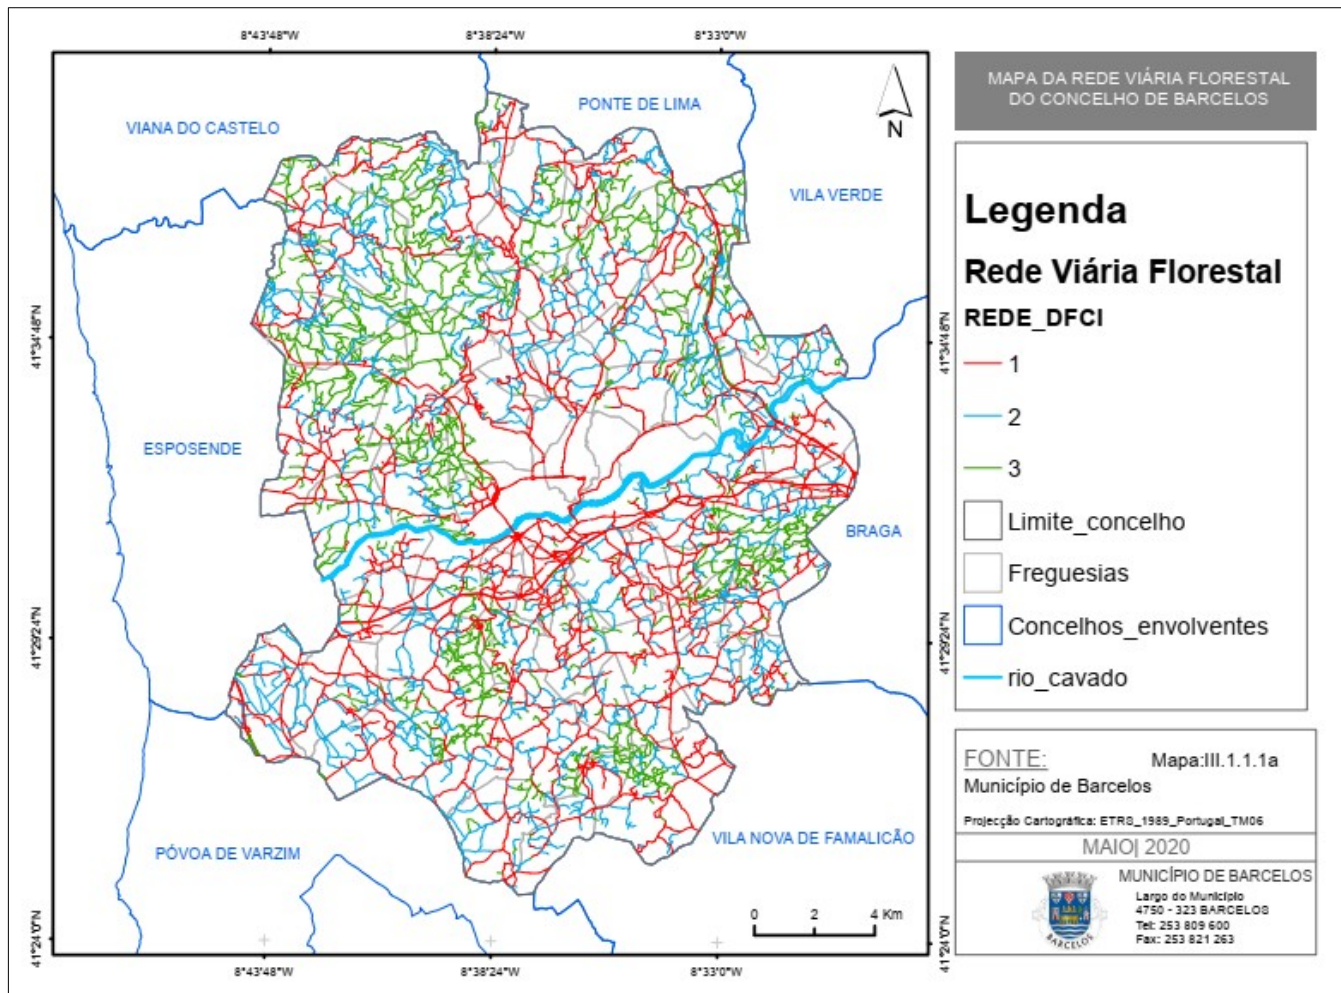 8°43'48"W
8°38'24"W
8°33'0"W
MAPA DA REDE VIÁRIA FLORESTAL
DO CONCELHO DE BARCELOS
PONTE DE LIMA
VIANA DO CASTELO
N
VILA VERDE
Legenda
Rede Viária Florestal
REDE_DFCI
1
2
3
Limite_concelho
Freguesias
Concelhos_envolventes
rio_cavado
41°34'48"N
41°34'48"N
ESPOSENDE
BRAGA
41°29'24"N
41°29'24"N
FONTE:
Mapa:III.1.1.1a
Município de Barcelos
Projecção Cartográfica: ETRS_1989_Portugal_TM06
MAIO| 2020
PÓVOA DE VARZIM
VILA NOVA DE FAMALICÃO
MUNICÍPIO DE BARCELOS
Largo do Município
4750 - 323 BARCELOS
Tel: 253 809 600
Fax: 253 821 263
BARCELOS
0 2 4 Km
41°24'0"N
41°24'0"N
8°43'48"W
8°38'24"W
8°33'0"W